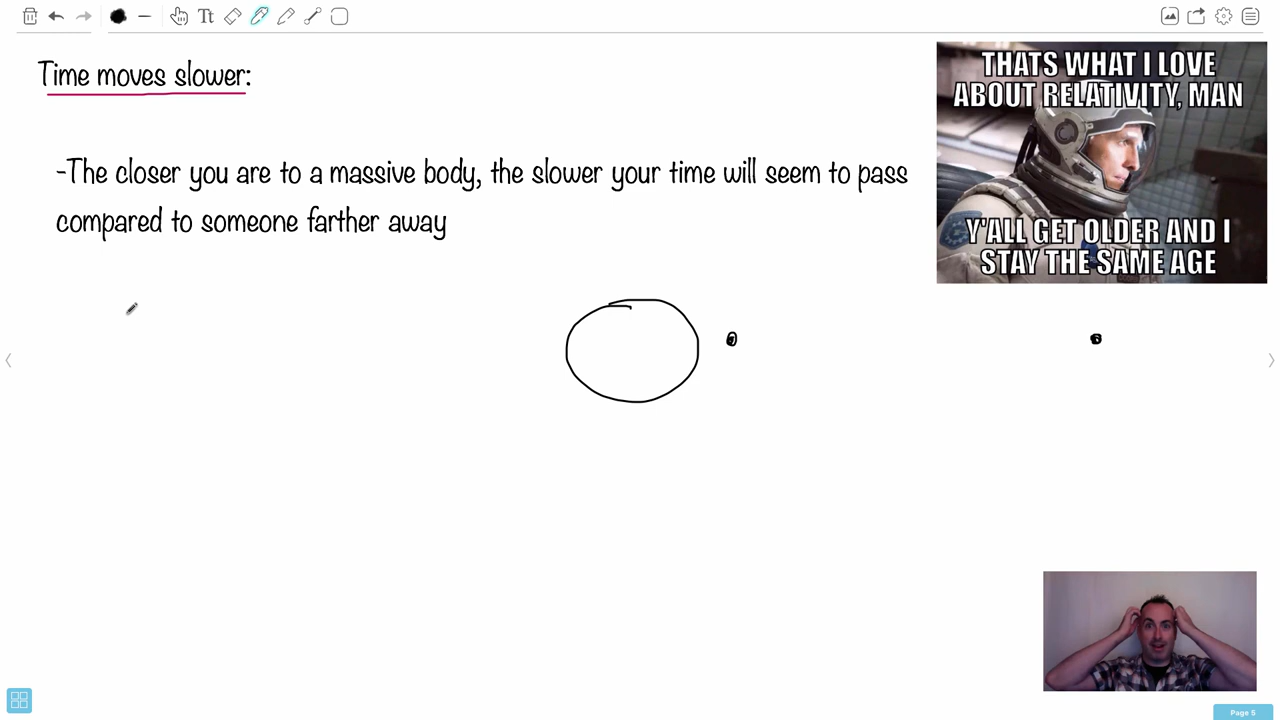 Tt
Time moves slower:
THATS WHAT I LOVE
ABOUT RELATIVITY, MAN
-The closer you are to a massive body, the slower your time will seem to pass
compared to someone farther away
Y'ALL GET OLDER AND I
STAY THE SAME AGE
Page 5